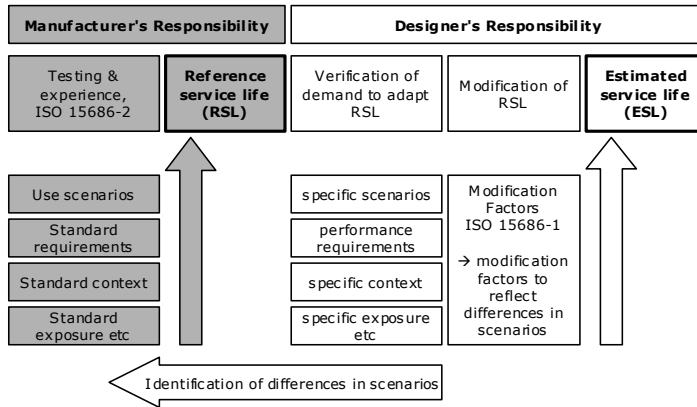 Manufacturer's Responsibility
Designer's Responsibility
Testing &
experience,
ISO 15686-2
Reference
service life
(RSL)
Verification of
demand to adapt
RSL
Modification of
RSL
Estimated
service life
(ESL)
Use scenarios
Standard
requirements
Standard context
Standard
exposure etc
specific scenarios
performance
requirements
specific context
specific exposure
etc
Modification
Factors
ISO 15686-1
→ modification
factors to
reflect
differences in
scenarios
Identification of differences in scenarios